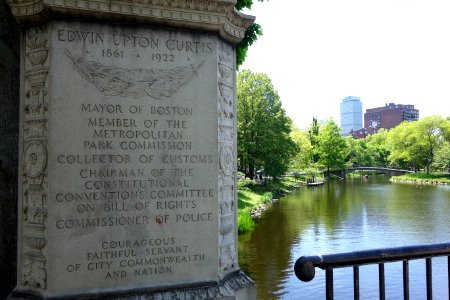 EDWIN UPTON CURTIS
1861 • 1922
MAYOR OF BOSTON
MEMBER OF THE
METROPOLITAN
PARK COMMISSION
COLLECTOR OF CUSTOMS
CHAIRMAN OF THE
CONSTITUTIONAL
CONVENTIONS COMMITTEE
ON BILL OF RIGHTS
COMMISSIONER OF POLICE
COURAGEOUS
FAITHFUL SERVANT
OF CITY COMMONWEALTH
AND NATION